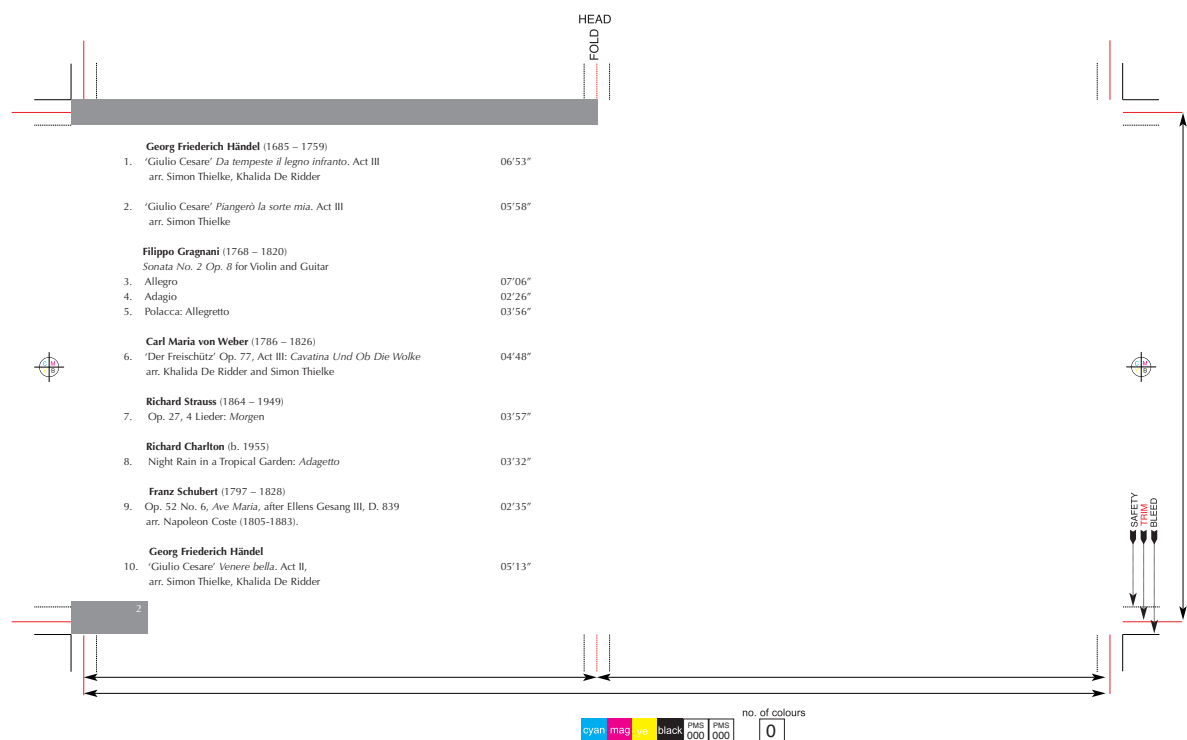 HEAD
FOLD
Georg Friederich Händel (1685 – 1759)
1. ‘Giulio Cesare’ Da tempeste il legno infranto. Act III 06’53”
arr. Simon Thielke, Khalida De Ridder
2. ‘Giulio Cesare’ Piangerò la sorte mia. Act III 05’58”
arr. Simon Thielke
Filippo Gragnani (1768 – 1820)
Sonata No. 2 Op. 8 for Violin and Guitar
3. Allegro 07’06”
4. Adagio 02’26”
5. Polacca: Allegretto 03’56”
Carl Maria von Weber (1786 – 1826)
6. ‘Der Freischütz’ Op. 77, Act III: Cavatina Und Ob Die Wolke 04’48”
arr. Khalida De Ridder and Simon Thielke
Richard Strauss (1864 – 1949)
7. Op. 27, 4 Lieder: Morgen 03’57”
Richard Charlton (b. 1955)
8. Night Rain in a Tropical Garden: Adagetto 03’32”
Franz Schubert (1797 – 1828)
9. Op. 52 No. 6, Ave Maria, after Ellens Gesang III, D. 839 02’35”
arr. Napoleon Coste (1805-1883).
Georg Friederich Händel
10. ‘Giulio Cesare’ Venere bella. Act II, 05’13”
arr. Simon Thielke, Khalida De Ridder
2
SAFETY
TRIM
BLEED
no. of colours
cyan mag ye black PMS 000 PMS 000 0